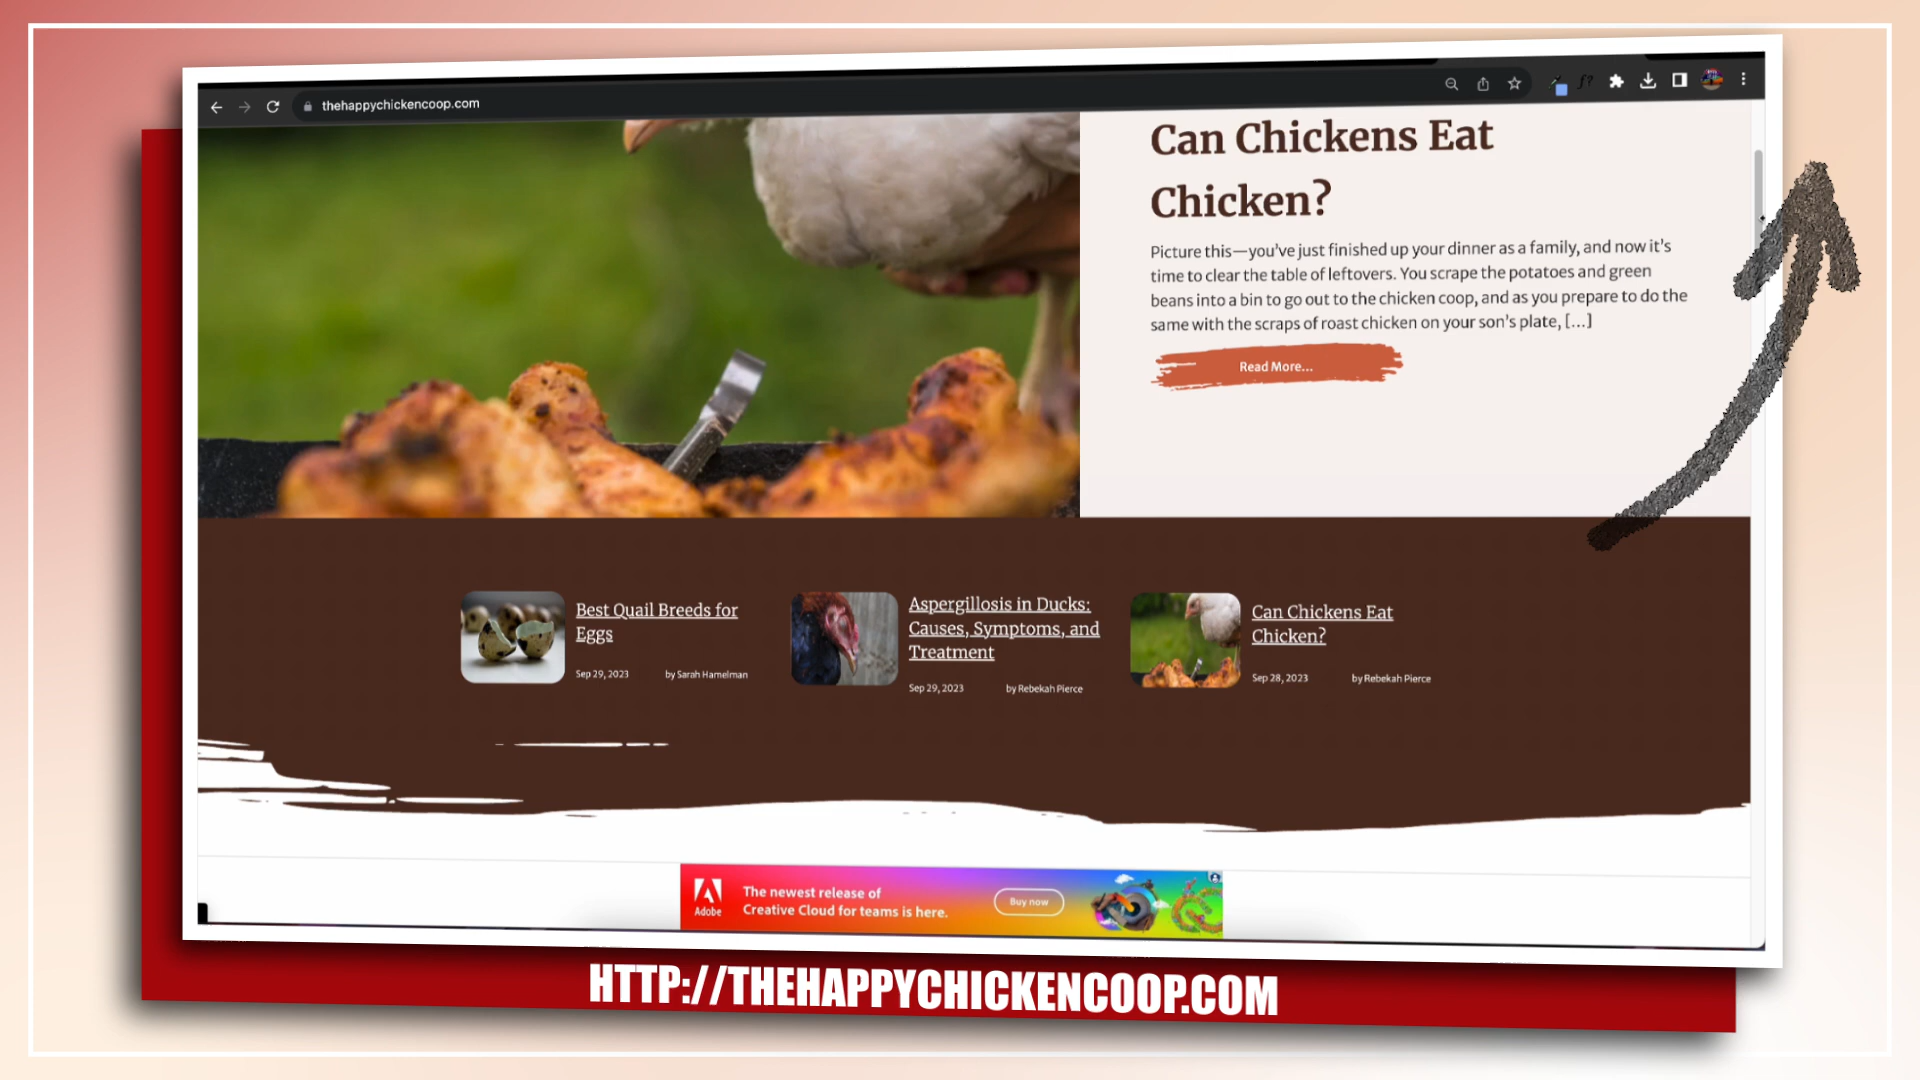 thehappychickencoop.com
Can Chickens Eat
Chicken?
Picture this—you've just finished up your dinner as a family, and now it's
time to clear the table of leftovers. You scrape the potatoes and green
beans into a bin to go out to the chicken coop, and as you prepare to do the
same with the scraps of roast chicken on your son's plate, […]
Read More...
Best Quail Breeds for
Eggs
Sep 29, 2023 by Sarah Hamelman
Aspergillosis in Ducks:
Causes, Symptoms, and
Treatment
Sep 29, 2023 by Rebekah Pierce
Can Chickens Eat
Chicken?
Sep 28, 2023 by Rebekah Pierce
Adobe
The newest release of
Creative Cloud for teams is here.
Buy now
HTTP://THEHAPPYCHICKENCOOP.COM